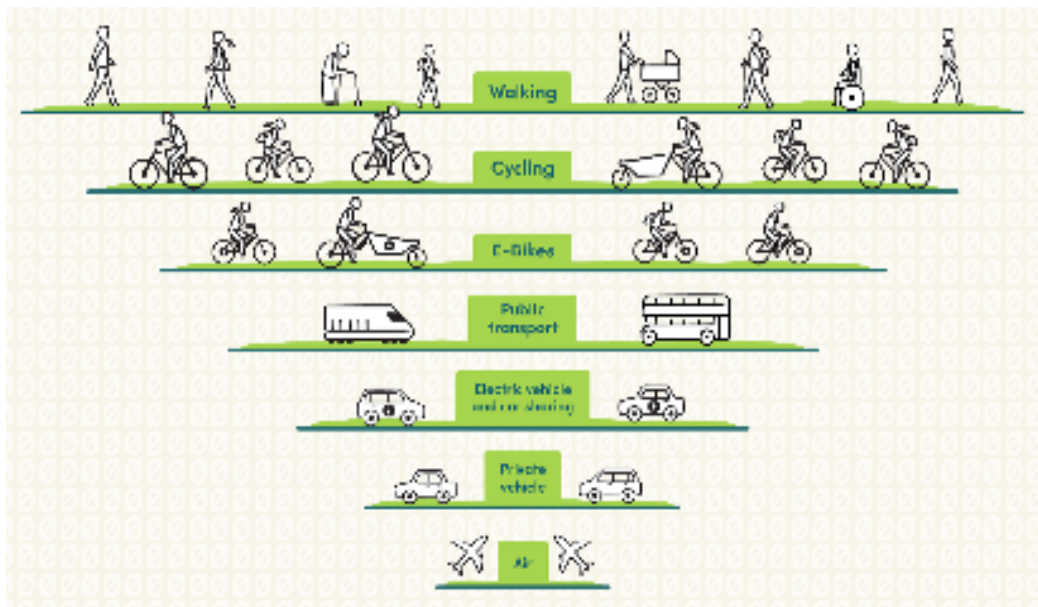 Walking
Cycling
E-Bikes
Public
transport
Electric vehicle
and car sharing
Private
vehicle
Air